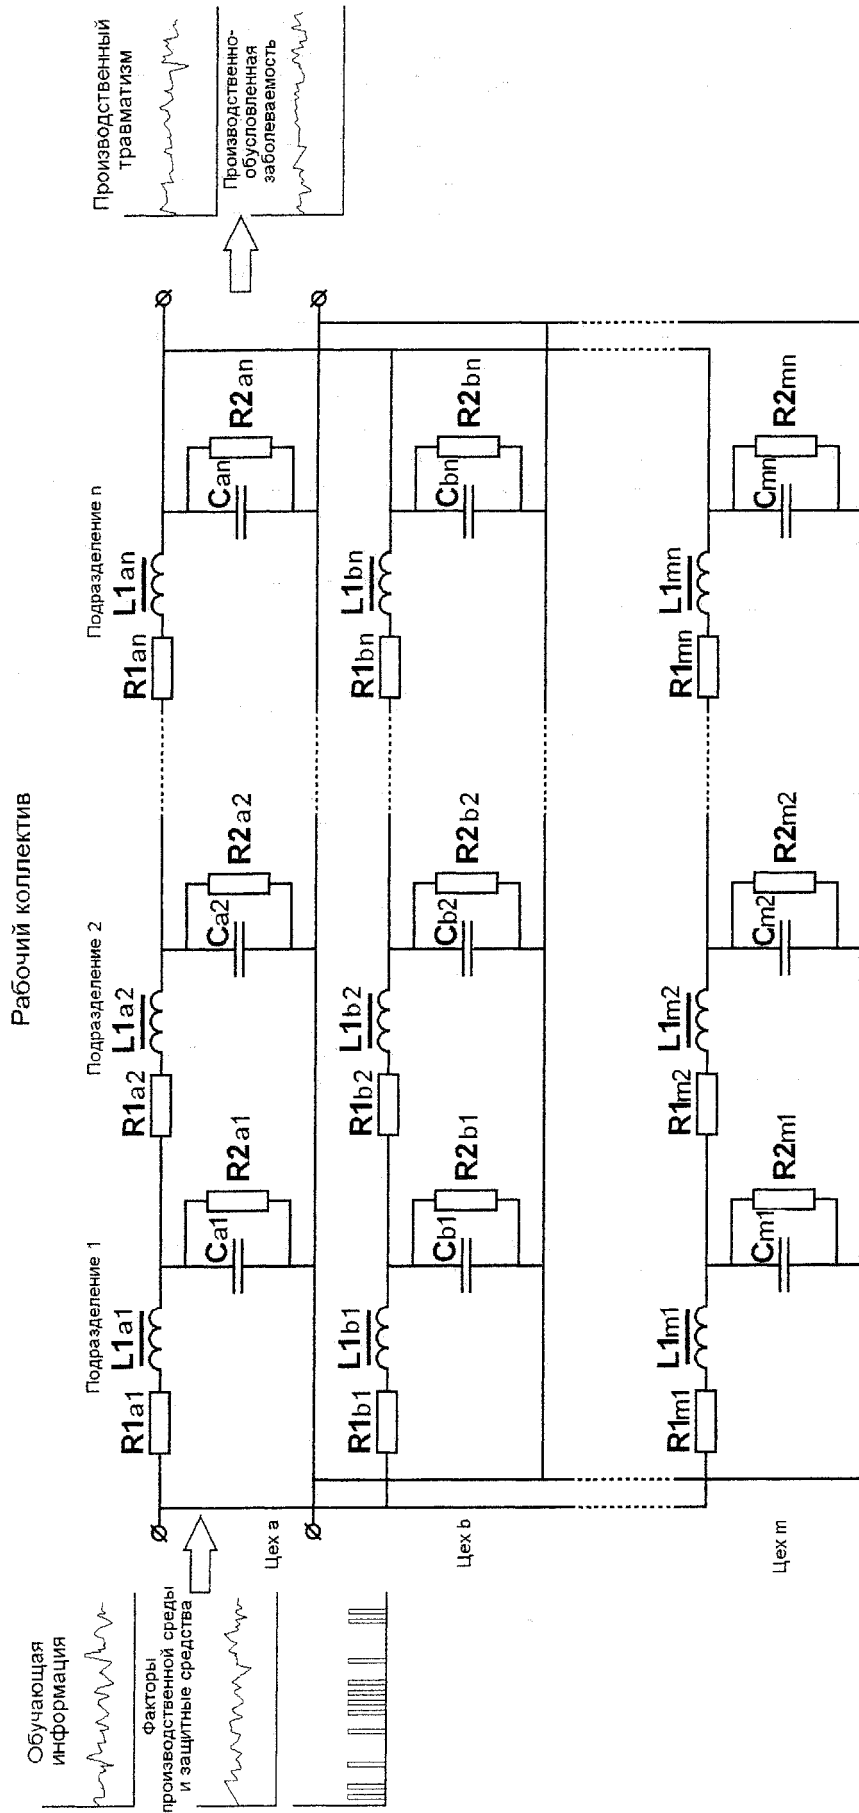 Рабочий коллектив
Обучающая
информация
Факторы
производственной среды
и защитные средства
Подразделение 1
Подразделение 2
Подразделение n
Производственный
травматизм
Производственно-
обусловленная
заболеваемость
Цех a
R1a1
L1a1
Ca1
R2a1
R1a2
L1a2
Ca2
R2a2
R1an
L1an
Can
R2an
Цех b
R1b1
L1b1
Cb1
R2b1
R1b2
L1b2
Cb2
R2b2
R1bn
L1bn
Cbn
R2bn
Цех m
R1m1
L1m1
Cm1
R2m1
R1m2
L1m2
Cm2
R2m2
R1mn
L1mn
Cmn
R2mn